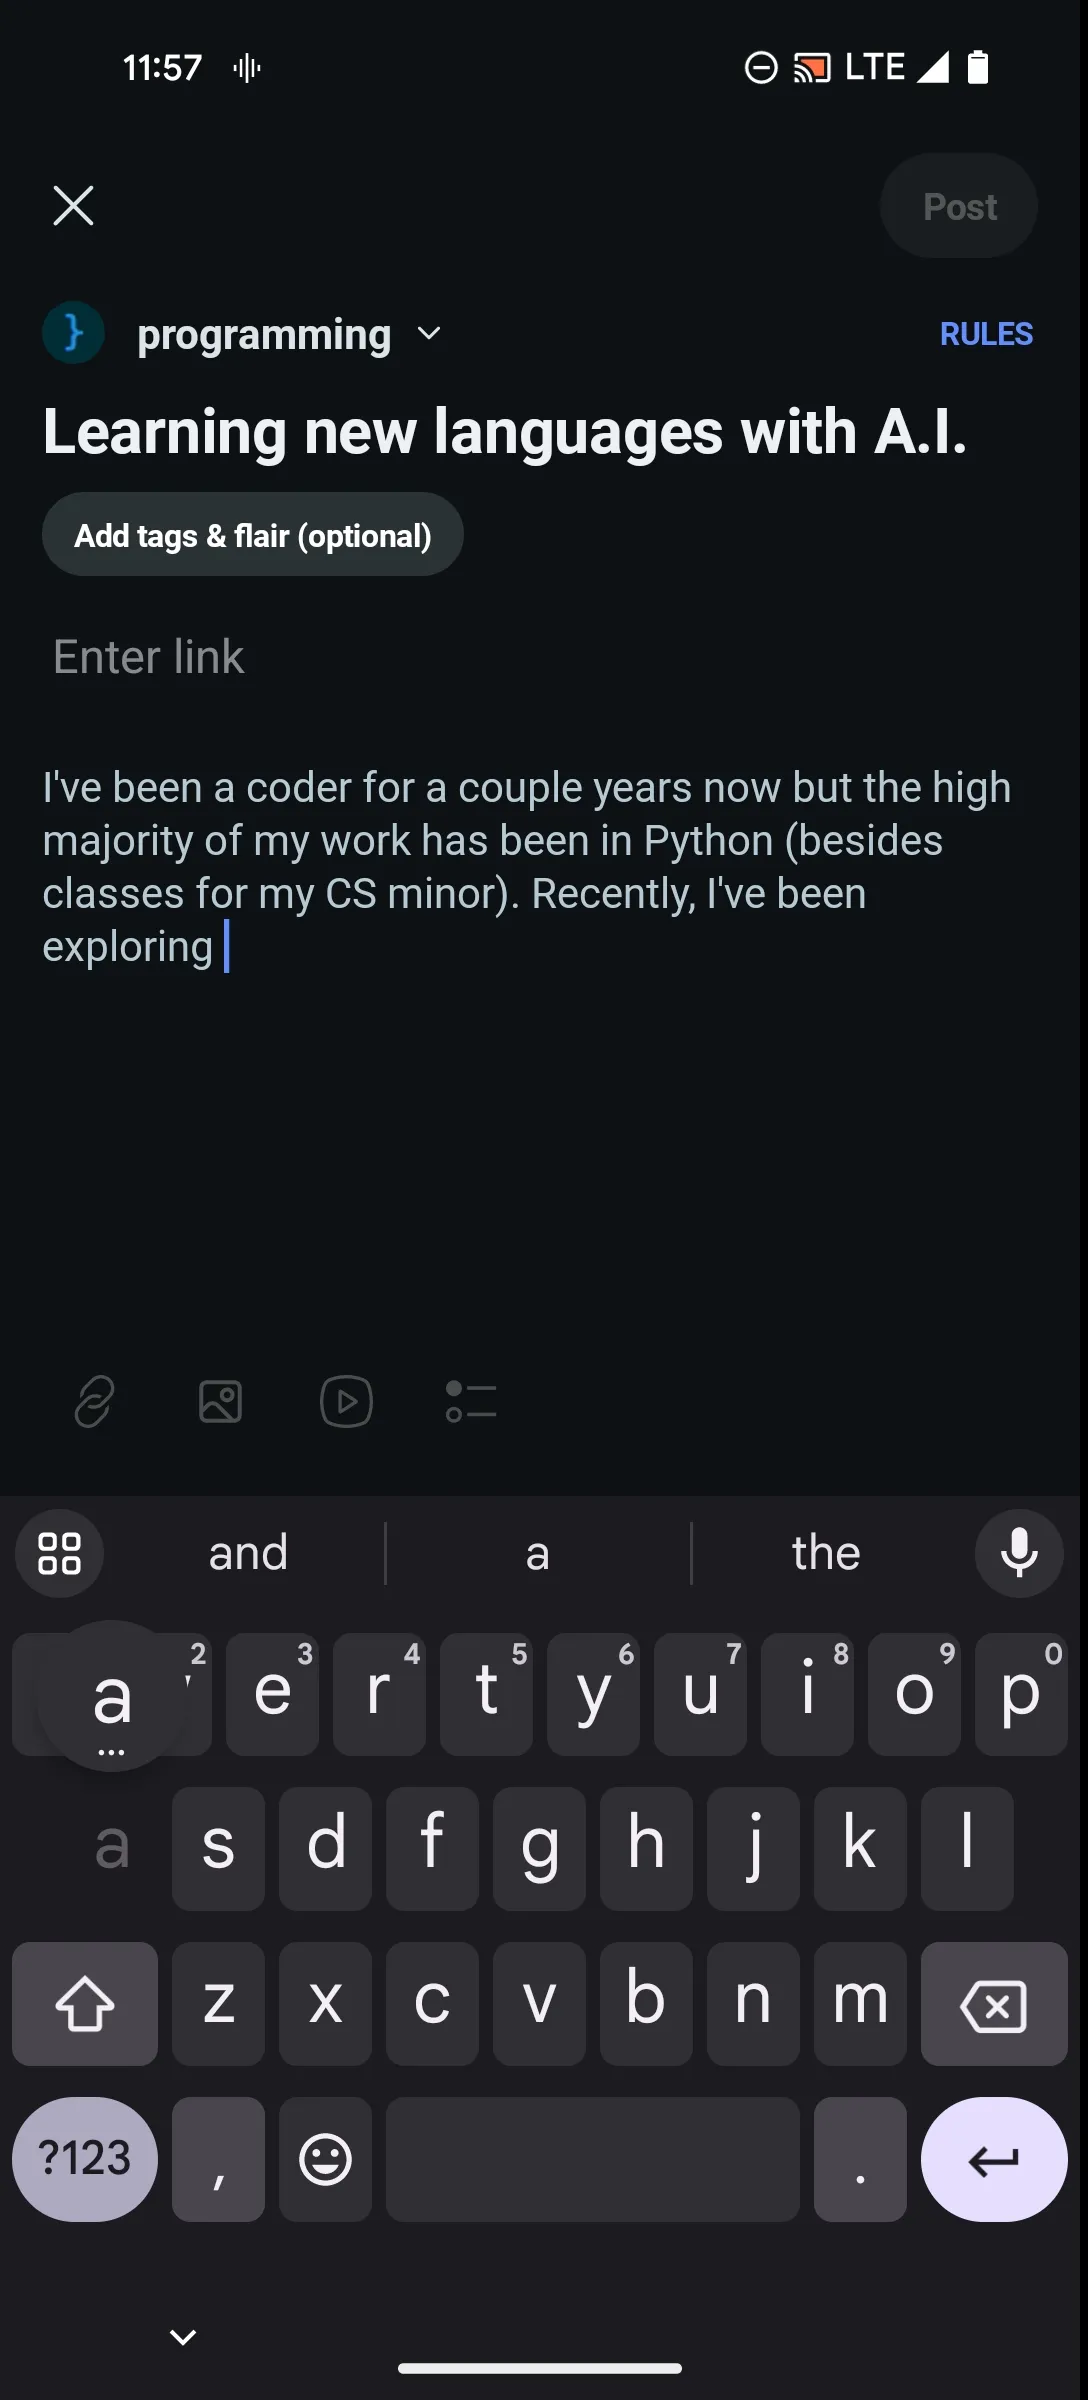 11:57 LTE
Post
programming RULES
Learning new languages with A.I.
Add tags & flair (optional)
Enter link
I've been a coder for a couple years now but the high
majority of my work has been in Python (besides
classes for my CS minor). Recently, I've been
exploring
and a the
a ... 2 e 3 r 4 t 5 y 6 u 7 i 8 o 9 p 0
a s d f g h j k l
z x c v b n m
?123 , .